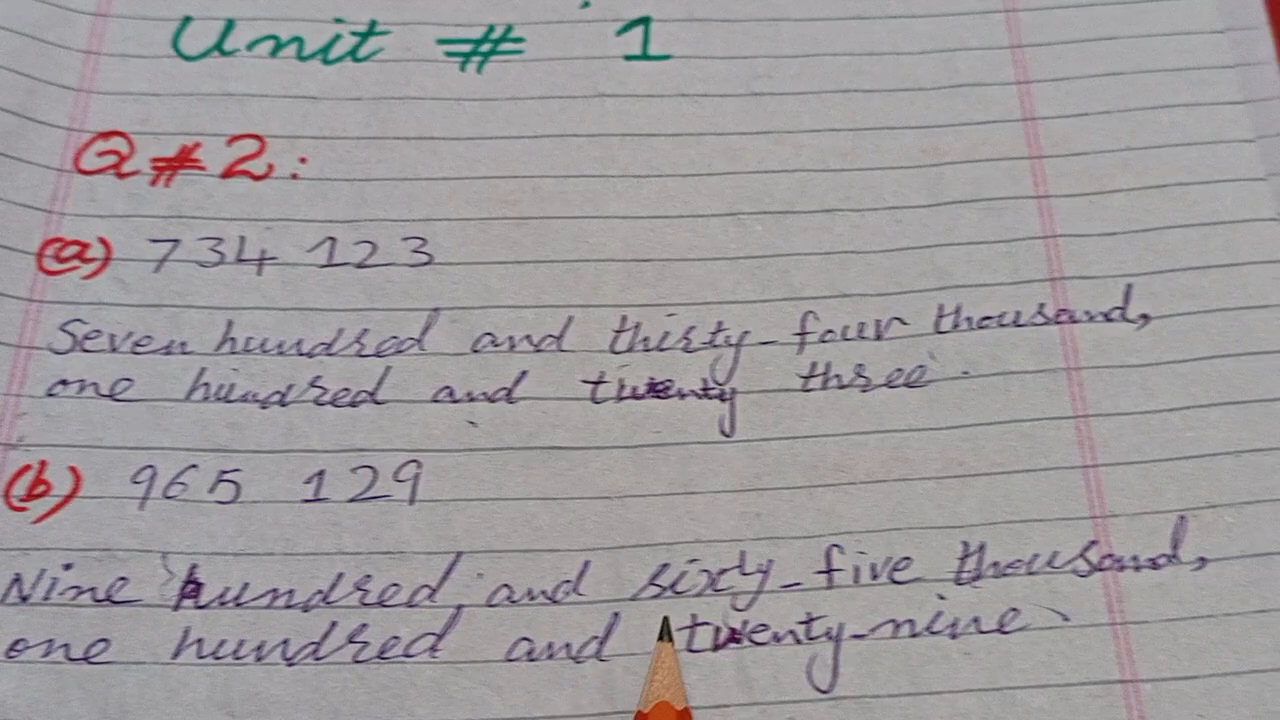 Unit # 1
Q#2:
(a) 734 123
Seven hundred and thirty-four thousand,
one hundred and twenty three.
(b) 965 129
Nine hundred, and sixty-five thousand,
one hundred and twenty-nine